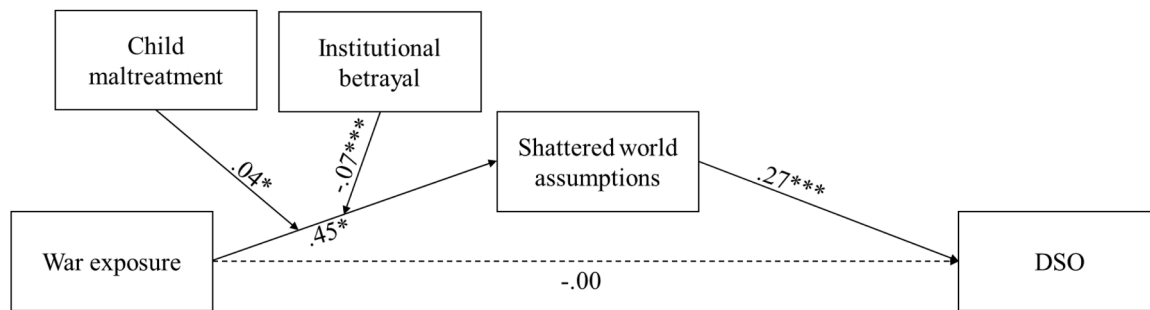 Child
maltreatment
Institutional
betrayal
Shattered world
assumptions
.04*
-.07***
.27***
.45*
War exposure
DSO
-.00